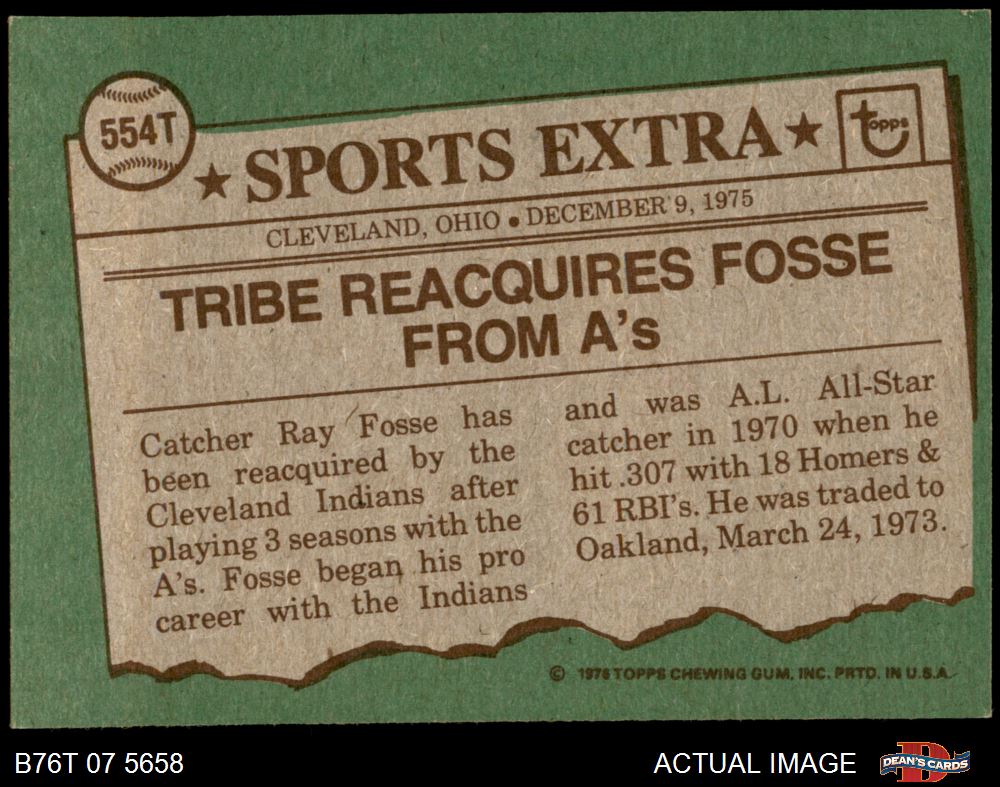 554T
★ SPORTS EXTRA ★
topps
CLEVELAND, OHIO • DECEMBER 9, 1975
TRIBE REACQUIRES FOSSE
FROM A's
Catcher Ray Fosse has
been reacquired by the
Cleveland Indians after
playing 3 seasons with the
A's. Fosse began his pro
career with the Indians
and was A.L. All-Star
catcher in 1970 when he
hit .307 with 18 Homers &
61 RBI's. He was traded to
Oakland, March 24, 1973.
© 1976 TOPPS CHEWING GUM, INC. PRTD. IN U.S.A.
B76T 07 5658
ACTUAL IMAGE
DEAN'S CARDS